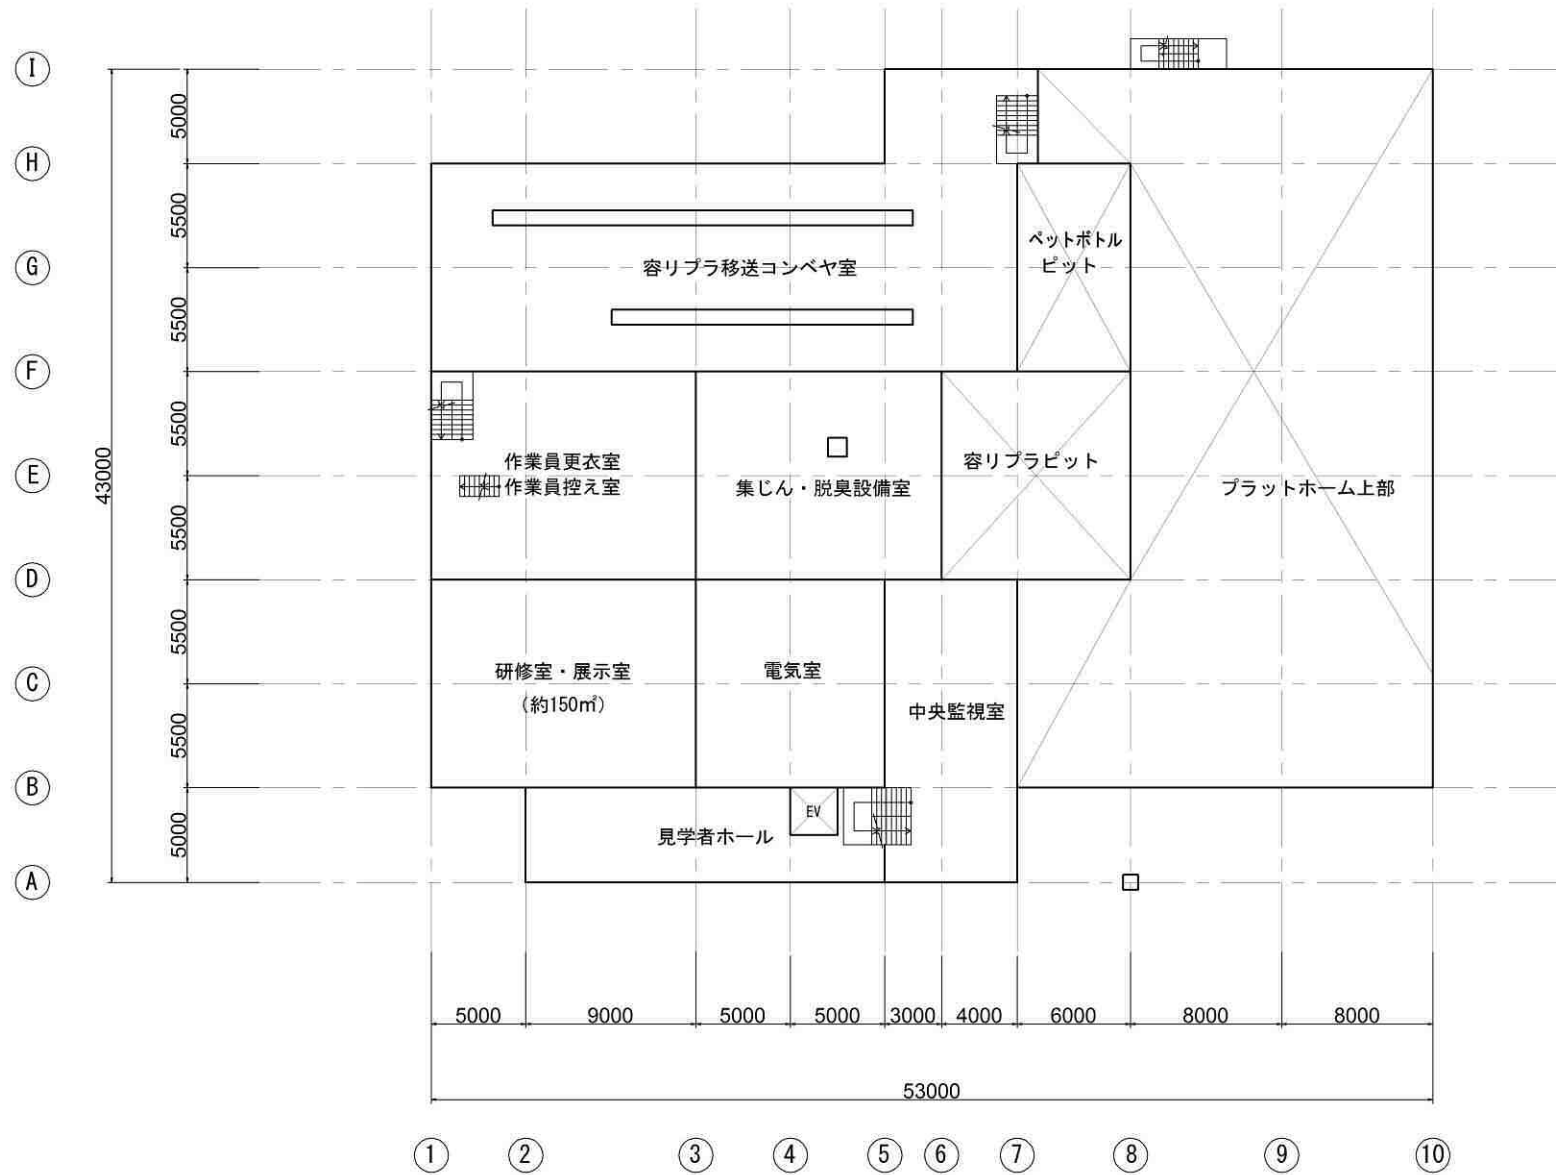 I
H
G
F
E
D
C
B
A
5000
5500
5500
5500
5500
5500
5500
5000
43000
ペットボトル
ピット
容リプラ移送コンベヤ室
作業員更衣室
作業員控え室
集じん・脱臭設備室
容リプラピット
プラットホーム上部
研修室・展示室
（約150㎡）
電気室
中央監視室
EV
見学者ホール
5000 9000 5000 5000 3000 4000 6000 8000 8000
53000
1 2 3 4 5 6 7 8 9 10